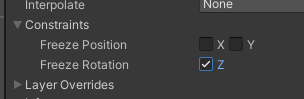 Interpolate None
Constraints
Freeze Position X Y
Freeze Rotation Z
Layer Overrides